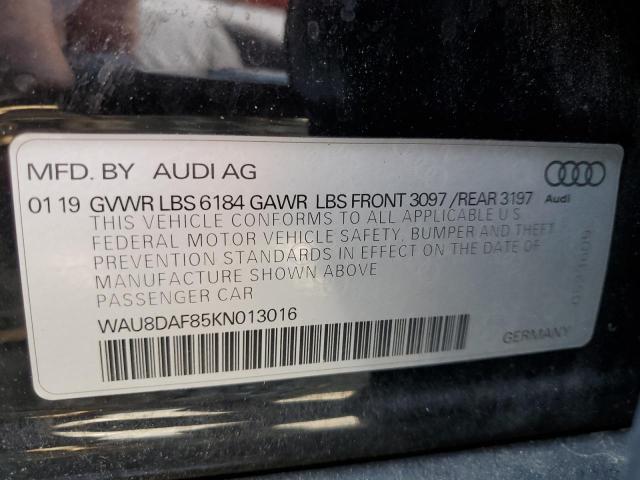 MFD. BY AUDI AG
01 19 GVWR LBS 6184 GAWR LBS FRONT 3097 / REAR 3197
Audi
THIS VEHICLE CONFORMS TO ALL APPLICABLE U S
FEDERAL MOTOR VEHICLE SAFETY, BUMPER AND THEFT
PREVENTION STANDARDS IN EFFECT ON THE DATE OF
MANUFACTURE SHOWN ABOVE
PASSENGER CAR
WAU8DAF85KN013016
GERMANY